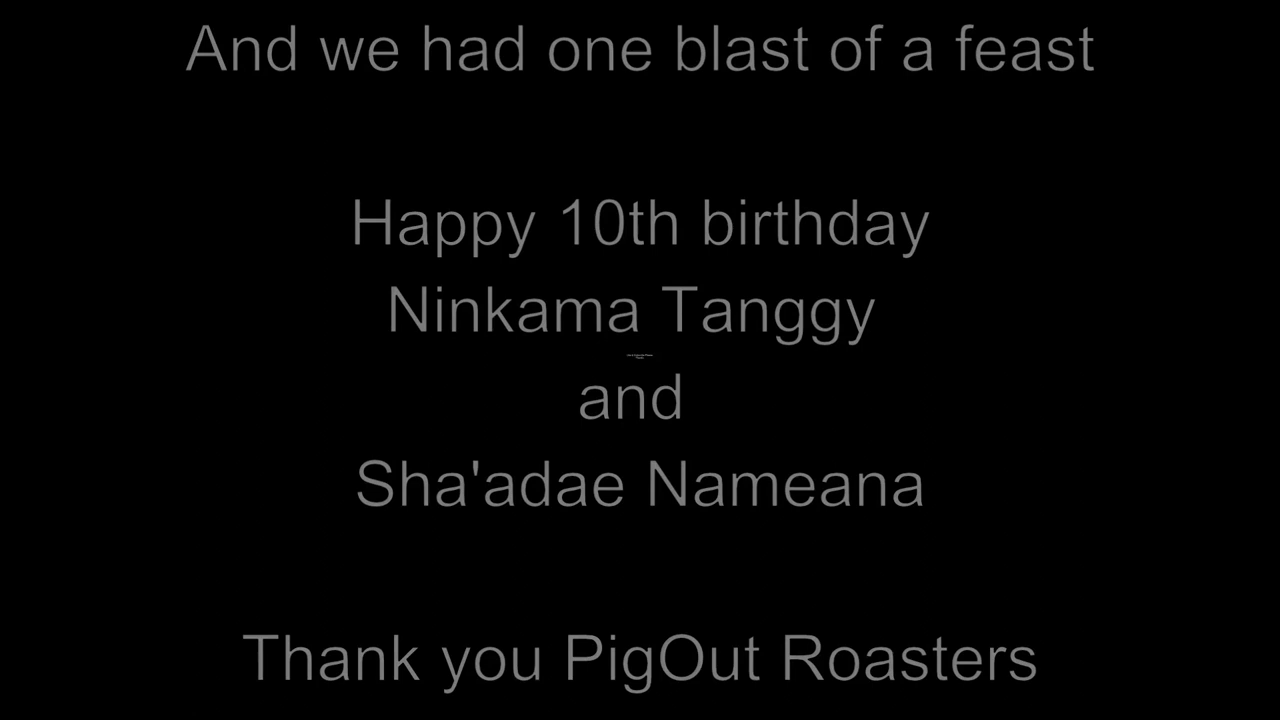 And we had one blast of a feast
Happy 10th birthday
Ninkama Tanggy
and
Sha'adae Nameana
Thank you PigOut Roasters